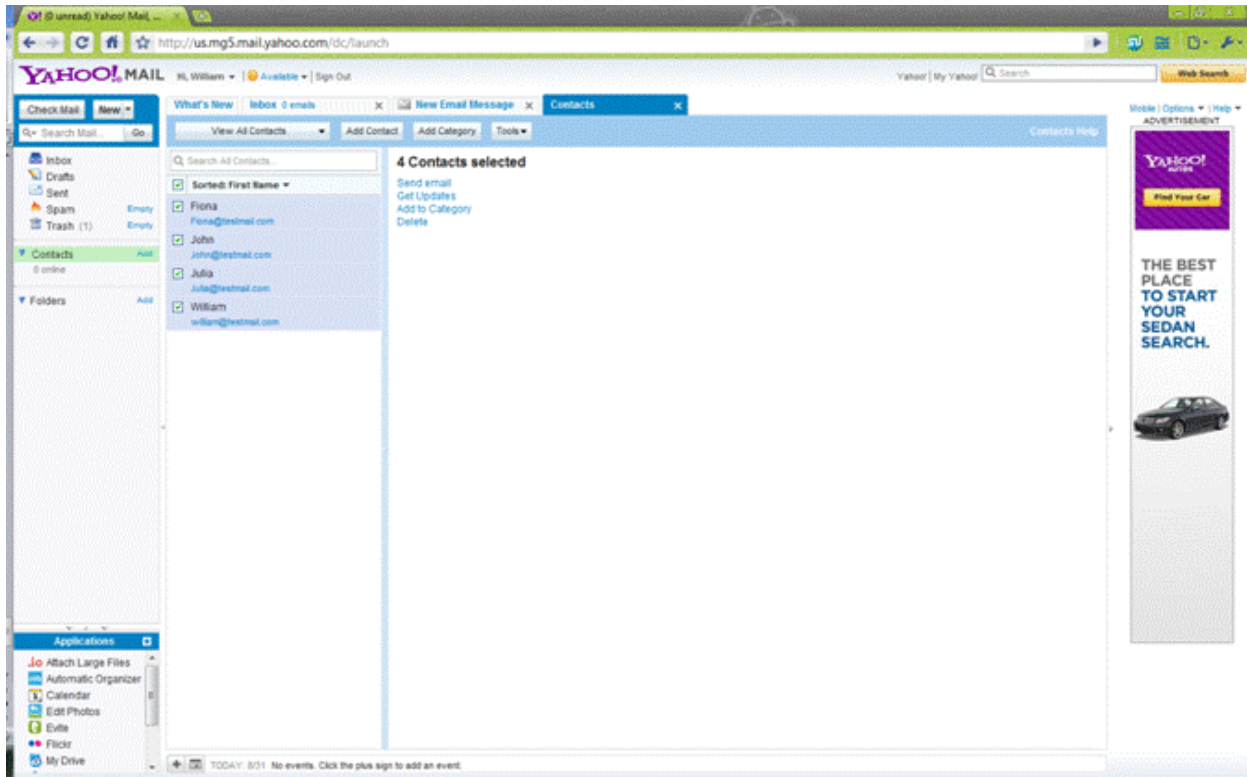 (0 unread) Yahoo! Mail, ...
http://us.mg5.mail.yahoo.com/dc/launch
YAHOO! MAIL Hi, William Available Sign Out
Yahoo! My Yahoo! Search Web Search
Check Mail New
Search Mail... Go
Inbox
Drafts
Sent
Spam Empty
Trash (1) Empty
Contacts Add
0 online
Folders Add
Applications
Attach Large Files
Automatic Organizer
Calendar
Edit Photos
Evite
Flickr
My Drive
What's New Inbox 0 emails New Email Message Contacts
View All Contacts Add Contact Add Category Tools Contacts Help
Search All Contacts...
Sorted: First Name
Fiona
Fiona@testmail.com
John
John@testmail.com
Julia
Julia@testmail.com
William
william@testmail.com
4 Contacts selected
Send email
Get Updates
Add to Category
Delete
TODAY: 8/31 No events. Click the plus sign to add an event.
Mobile | Options | Help
ADVERTISEMENT
YAHOO!
AUTOS
Find Your Car
THE BEST
PLACE
TO START
YOUR
SEDAN
SEARCH.